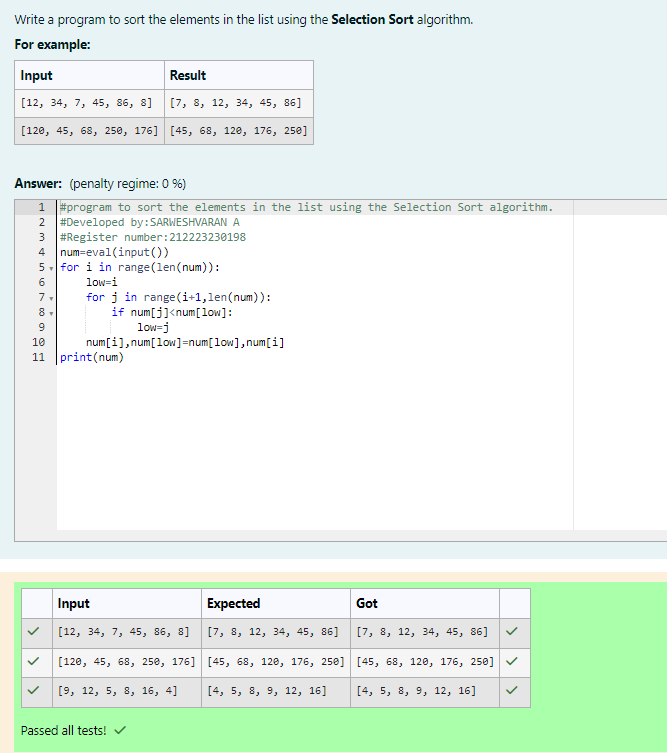 Write a program to sort the elements in the list using the Selection Sort algorithm.
For example:
Input Result
[12, 34, 7, 45, 86, 8] [7, 8, 12, 34, 45, 86]
[120, 45, 68, 250, 176] [45, 68, 120, 176, 250]
Answer: (penalty regime: 0 %)
1 #program to sort the elements in the list using the Selection Sort algorithm.
2 #Developed by:SARWESHVARAN A
3 #Register number:212223230198
4 num=eval(input())
5 for i in range(len(num)):
6 low=i
7 for j in range(i+1,len(num)):
8 if num[j]<num[low]:
9 low=j
10 num[i],num[low]=num[low],num[i]
11 print(num)
Input Expected Got
[12, 34, 7, 45, 86, 8] [7, 8, 12, 34, 45, 86] [7, 8, 12, 34, 45, 86]
[120, 45, 68, 250, 176] [45, 68, 120, 176, 250] [45, 68, 120, 176, 250]
[9, 12, 5, 8, 16, 4] [4, 5, 8, 9, 12, 16] [4, 5, 8, 9, 12, 16]
Passed all tests!